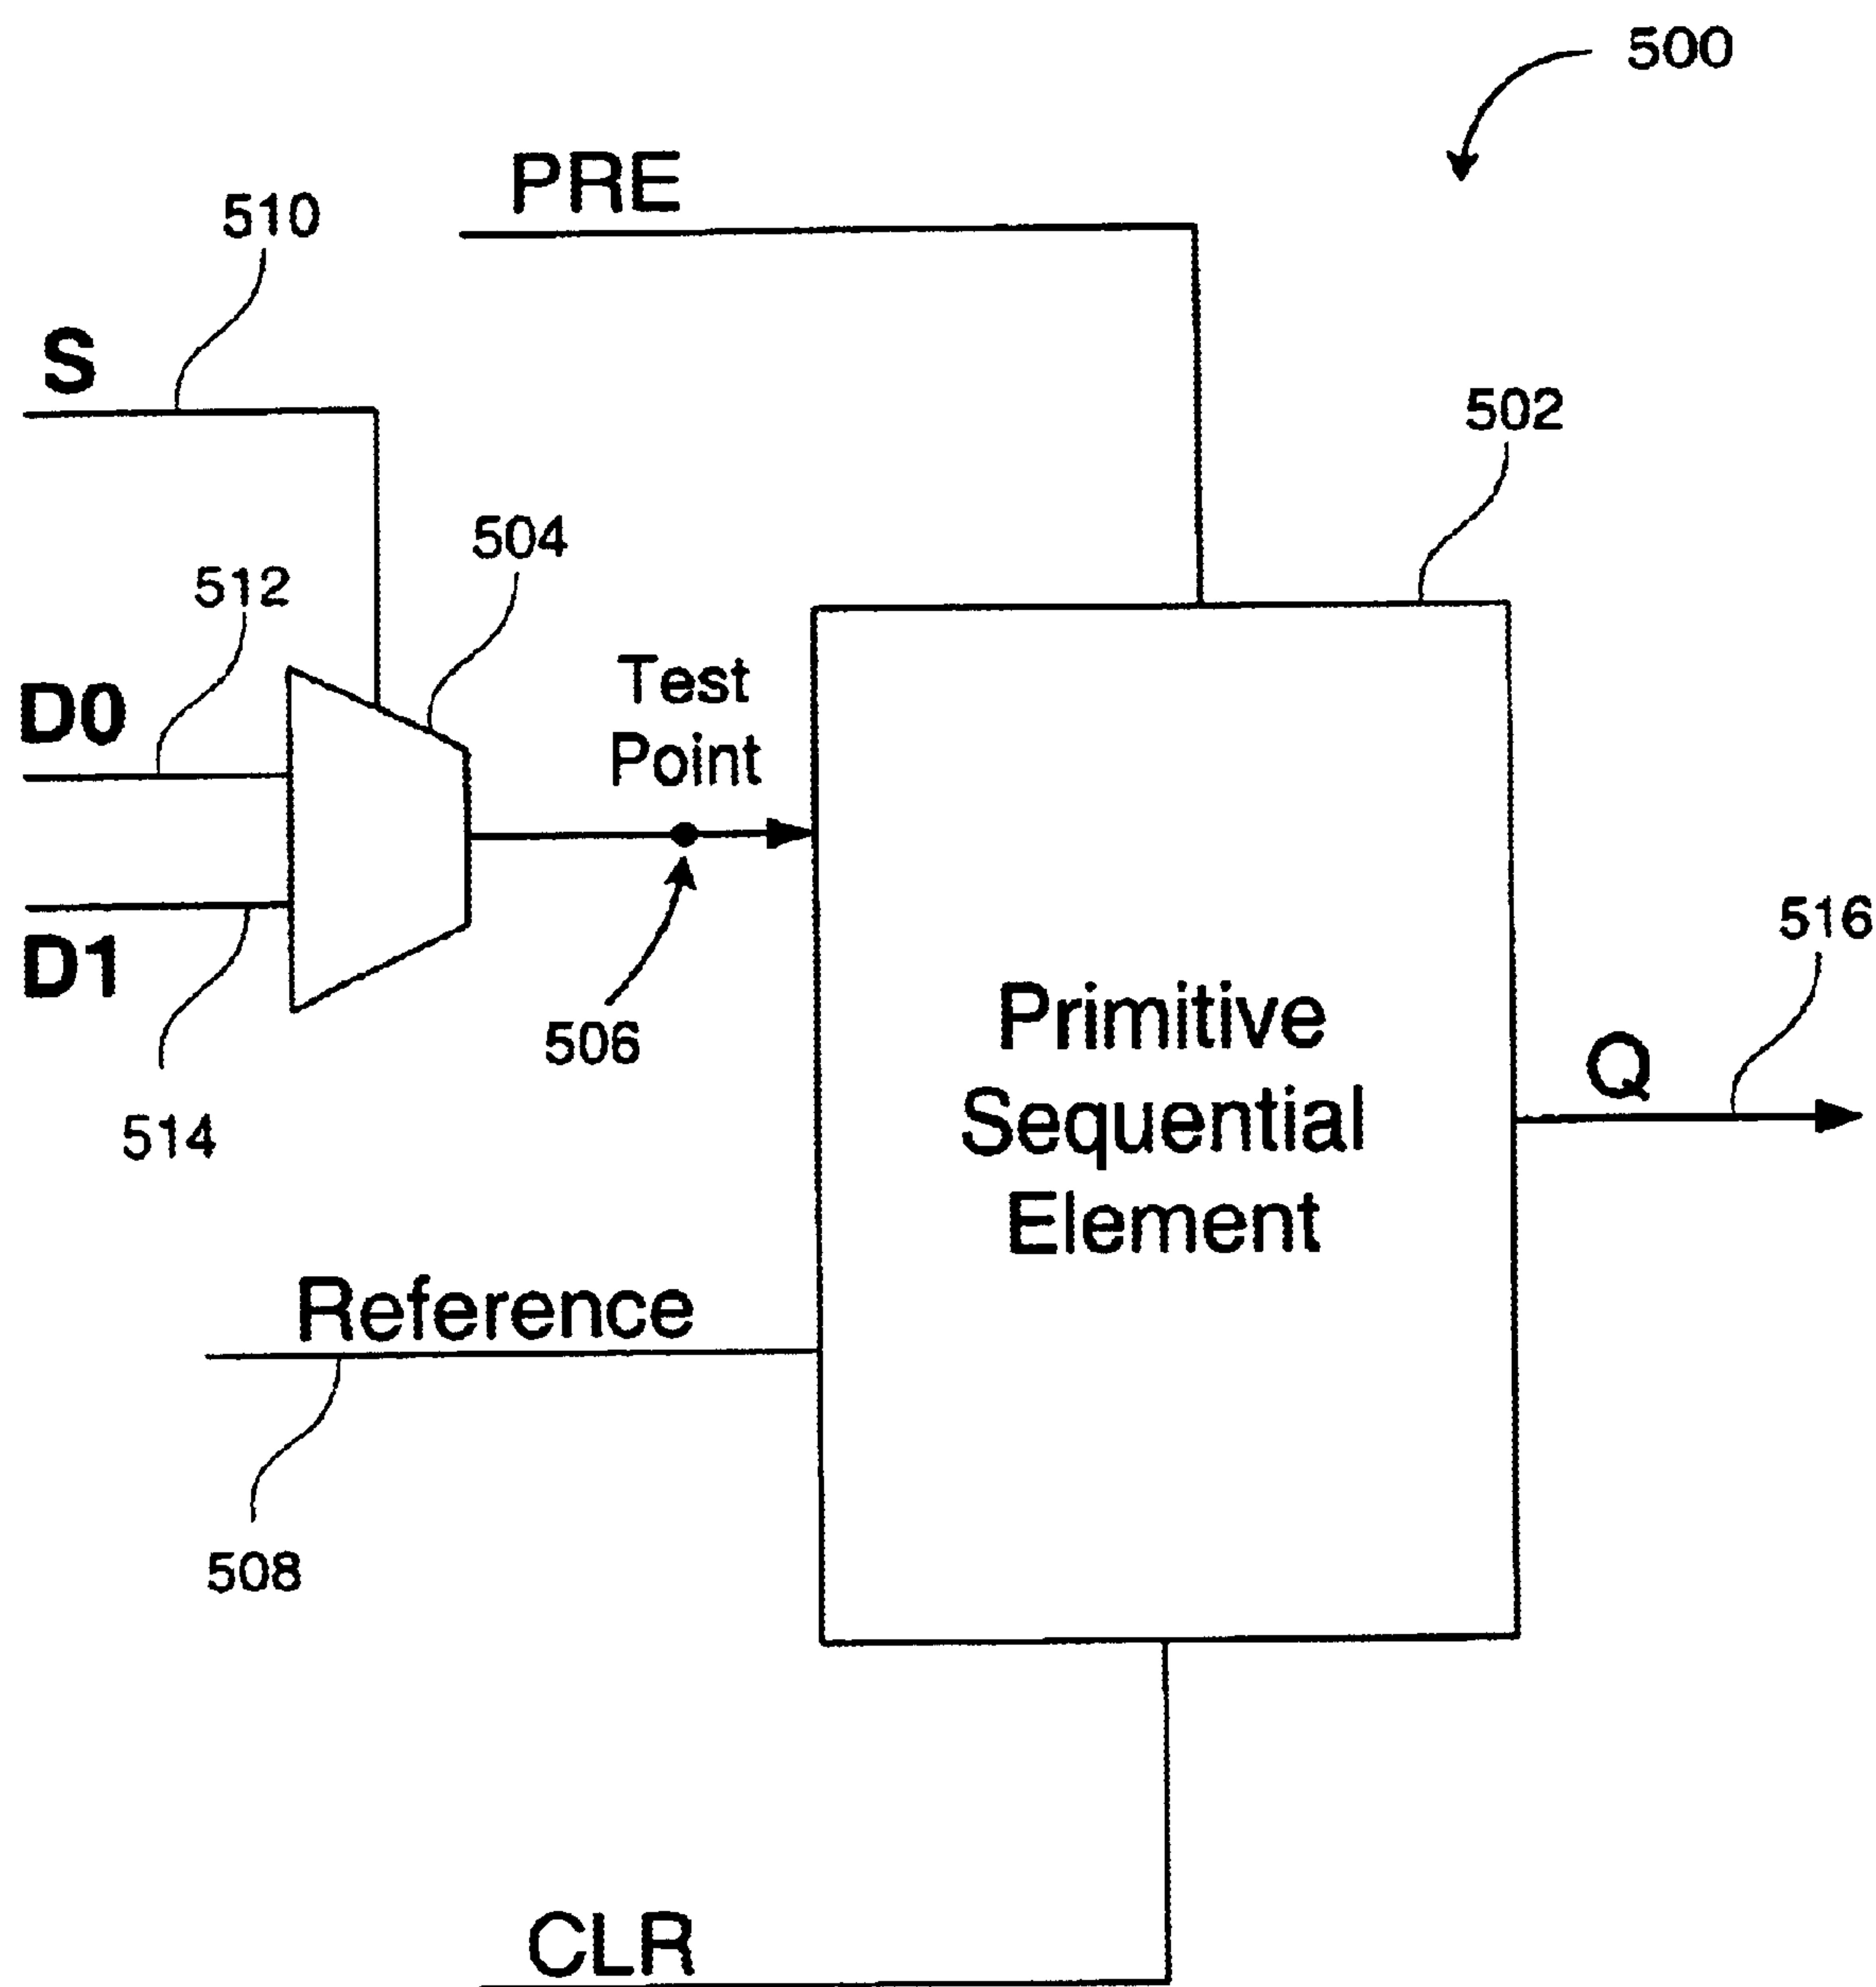 500
PRE
510
S
502
504
512
D0
Test
Point
D1
516
506
514
Primitive
Sequential
Element
Q
Reference
508
CLR